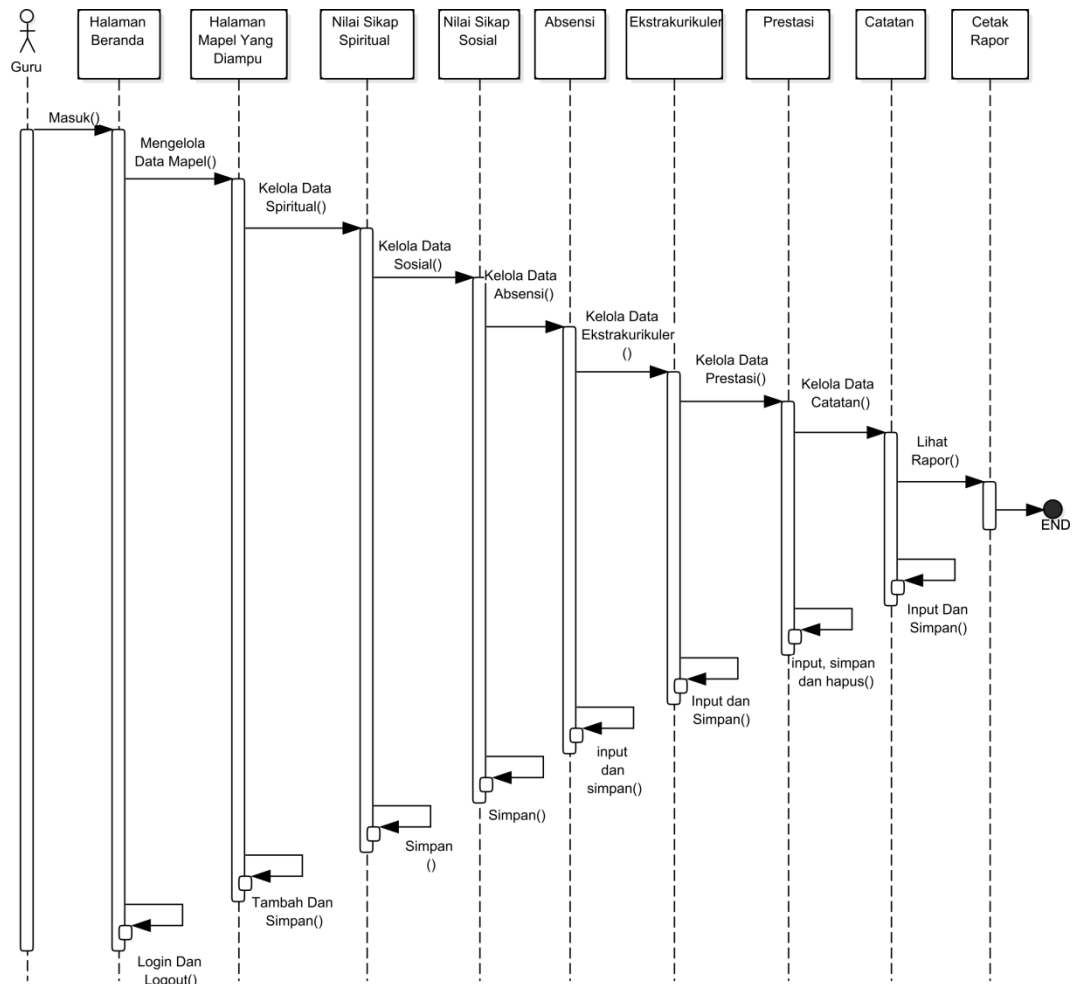 Guru
Halaman
Beranda
Halaman
Mapel Yang
Diampu
Nilai Sikap
Spiritual
Nilai Sikap
Sosial
Absensi
Ekstrakurikuler
Prestasi
Catatan
Cetak
Rapor
Masuk()
Mengelola
Data Mapel()
Kelola Data
Spiritual()
Kelola Data
Sosial()
Kelola Data
Absensi()
Kelola Data
Ekstrakurikuler
()
Kelola Data
Prestasi()
Kelola Data
Catatan()
Lihat
Rapor()
END
Input Dan
Simpan()
input, simpan
dan hapus()
Input dan
Simpan()
input
dan
simpan()
Simpan()
Simpan
()
Tambah Dan
Simpan()
Login Dan
Logout()